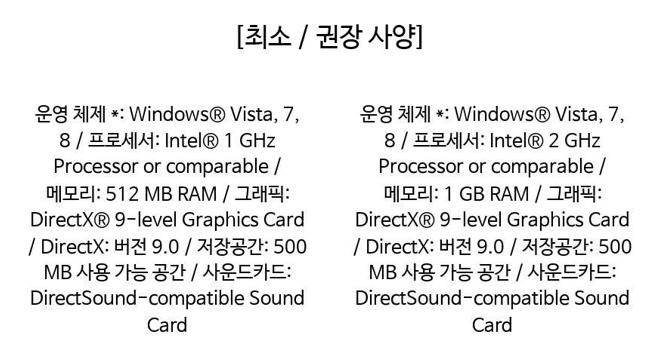 [최소 / 권장 사양]
운영 체제 *: Windows® Vista, 7,
8 / 프로세서: Intel® 1 GHz
Processor or comparable /
메모리: 512 MB RAM / 그래픽:
DirectX® 9-level Graphics Card
/ DirectX: 버전 9.0 / 저장공간: 500
MB 사용 가능 공간 / 사운드카드:
DirectSound-compatible Sound
Card
운영 체제 *: Windows® Vista, 7,
8 / 프로세서: Intel® 2 GHz
Processor or comparable /
메모리: 1 GB RAM / 그래픽:
DirectX® 9-level Graphics Card
/ DirectX: 버전 9.0 / 저장공간: 500
MB 사용 가능 공간 / 사운드카드:
DirectSound-compatible Sound
Card